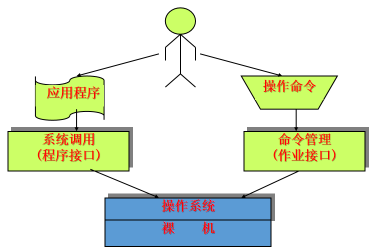 应用程序
操作命令
系统调用
(程序接口)
命令管理
(作业接口)
操作系统
裸 机